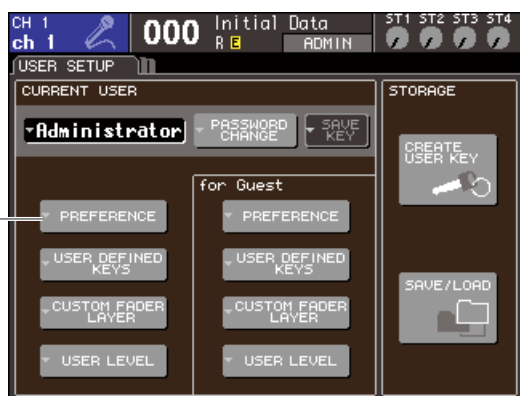 CH 1
ch 1
000
Initial Data
R E
ADMIN
ST1 ST2 ST3 ST4
USER SETUP
CURRENT USER
Administrator
PASSWORD
CHANGE
SAVE
KEY
for Guest
PREFERENCE
PREFERENCE
USER DEFINED
KEYS
USER DEFINED
KEYS
CUSTOM FADER
LAYER
CUSTOM FADER
LAYER
USER LEVEL
USER LEVEL
STORAGE
CREATE
USER KEY
SAVE/LOAD